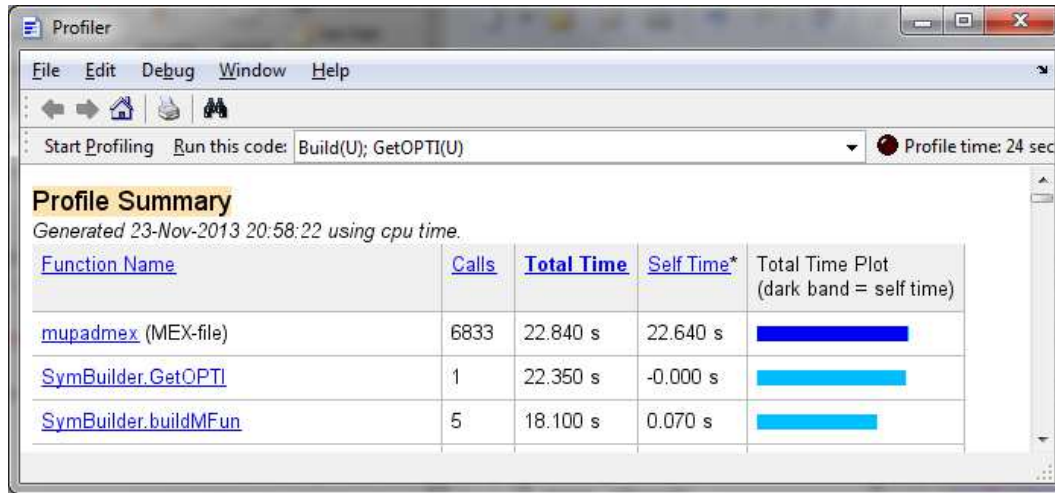 Profiler
File Edit Debug Window Help
Start Profiling Run this code: Build(U); GetOPTI(U) Profile time: 24 sec
Profile Summary
Generated 23-Nov-2013 20:58:22 using cpu time.
Function Name Calls Total Time Self Time* Total Time Plot
(dark band = self time)
mupadmex (MEX-file) 6833 22.840 s 22.640 s
SymBuilder.GetOPTI 1 22.350 s -0.000 s
SymBuilder.buildMFun 5 18.100 s 0.070 s